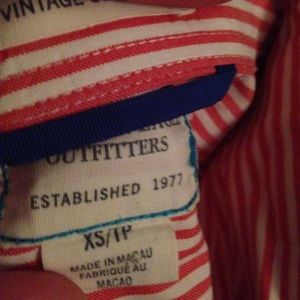 VINTAGE
OUTFITTERS
ESTABLISHED 1977
XS/TP
MADE IN MACAU
FABRIQUÉ AU
MACAO